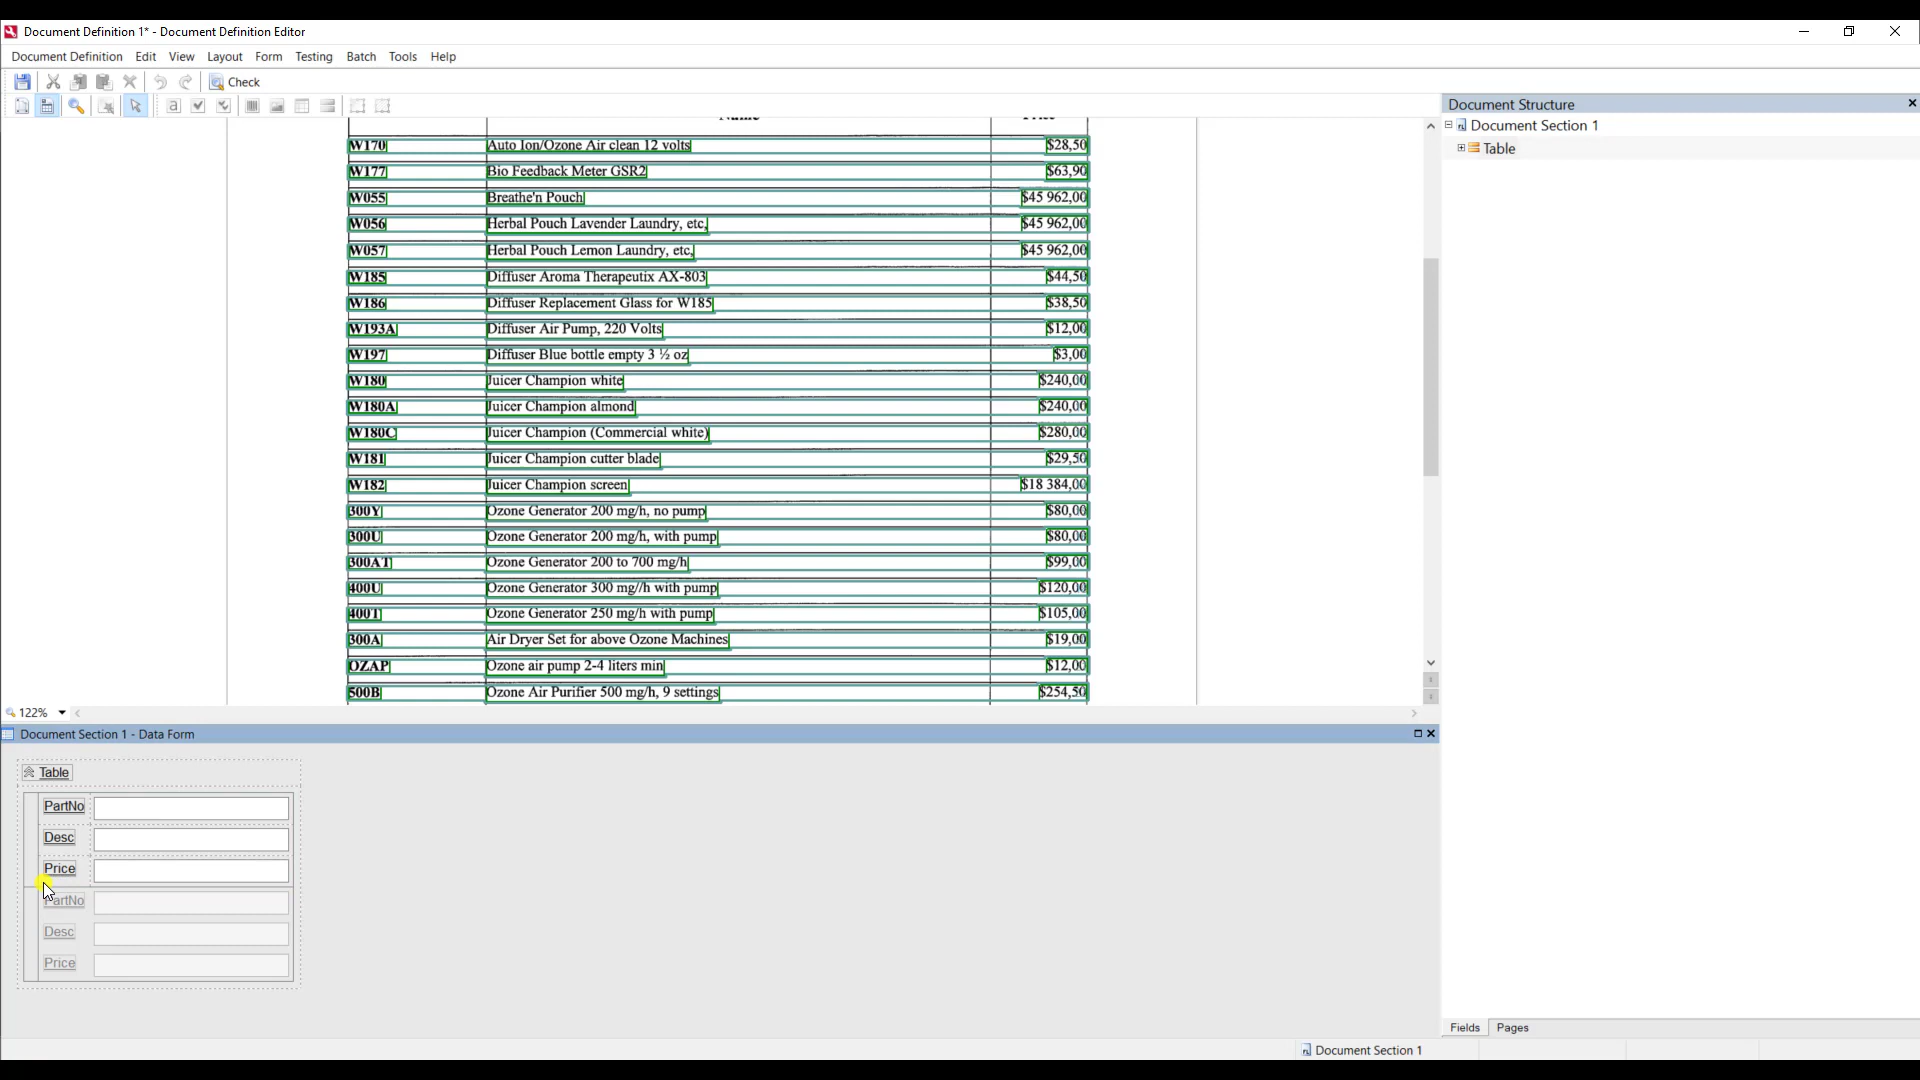 Document Definition 1* - Document Definition Editor
Document Definition Edit View Layout Form Testing Batch Tools Help
Check
Document Structure
Document Section 1
Table
W170 Auto Ion/Ozone Air clean 12 volts $28,50
W177 Bio Feedback Meter GSR2 $63,90
W055 Breathe'n Pouch $45 962,00
W056 Herbal Pouch Lavender Laundry, etc, $45 962,00
W057 Herbal Pouch Lemon Laundry, etc, $45 962,00
W185 Diffuser Aroma Therapeutix AX-803 $44,50
W186 Diffuser Replacement Glass for W185 $38,50
W193A Diffuser Air Pump, 220 Volts $12,00
W197 Diffuser Blue bottle empty 3 ½ oz $3,00
W180 Juicer Champion white $240,00
W180A Juicer Champion almond $240,00
W180C Juicer Champion (Commercial white) $280,00
W181 Juicer Champion cutter blade $29,50
W182 Juicer Champion screen $18 384,00
300Y Ozone Generator 200 mg/h, no pump $80,00
300U Ozone Generator 200 mg/h, with pump $80,00
300AT Ozone Generator 200 to 700 mg/h $99,00
400U Ozone Generator 300 mg//h with pump $120,00
400T Ozone Generator 250 mg/h with pump $105,00
300A Air Dryer Set for above Ozone Machines $19,00
OZAP Ozone air pump 2-4 liters min $12,00
500B Ozone Air Purifier 500 mg/h, 9 settings $254,50
122%
Document Section 1 - Data Form
Table
PartNo
Desc
Price
PartNo
Desc
Price
Fields Pages
Document Section 1